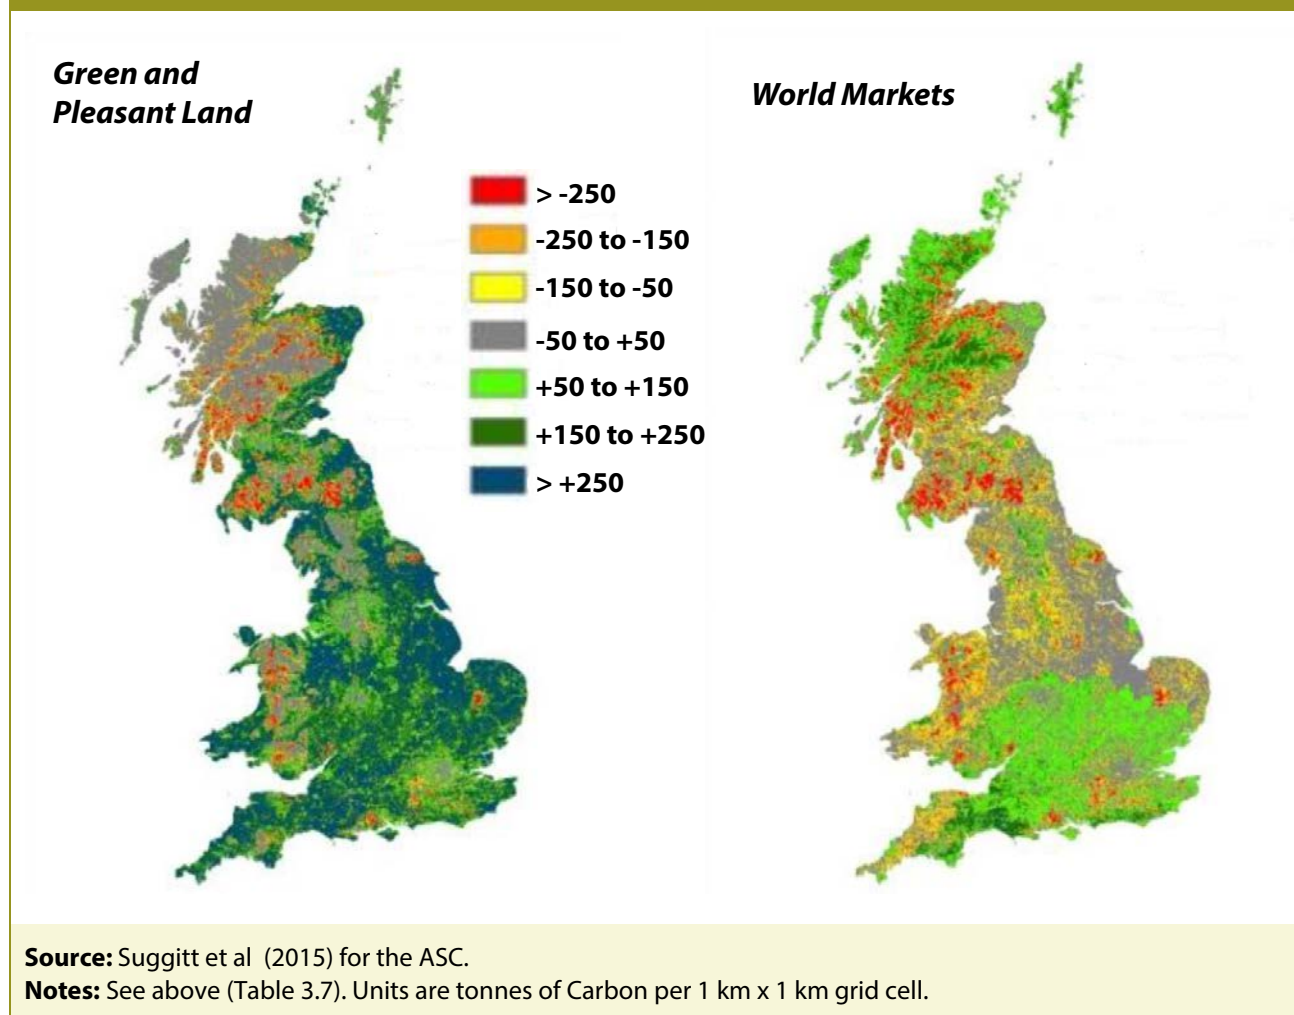 Green and
Pleasant Land
World Markets
> -250
-250 to -150
-150 to -50
-50 to +50
+50 to +150
+150 to +250
> +250
Source: Suggitt et al (2015) for the ASC.
Notes: See above (Table 3.7). Units are tonnes of Carbon per 1 km x 1 km grid cell.